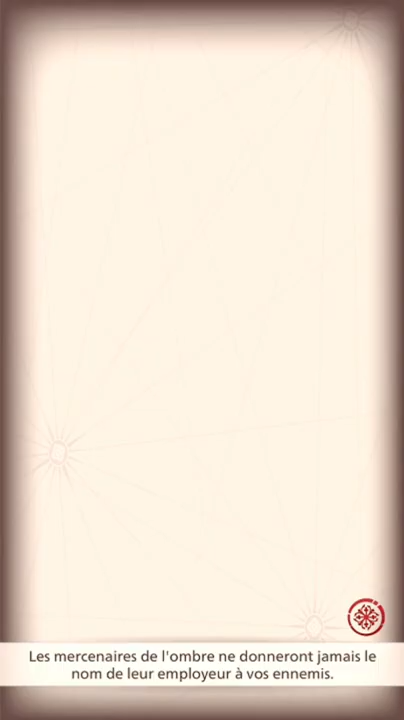 Les mercenaires de l'ombre ne donneront jamais le
nom de leur employeur à vos ennemis.